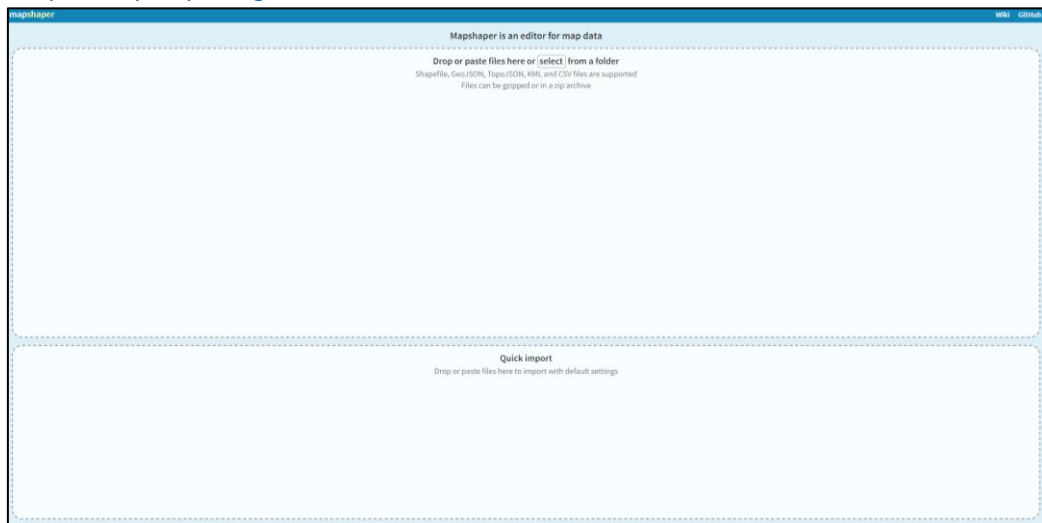 mapshaper
Wiki GitHub
Mapshaper is an editor for map data
Drop or paste files here or select from a folder
Shapefile, GeoJSON, TopoJSON, KML and CSV files are supported
Files can be gzipped or in a zip archive
Quick import
Drop or paste files here to import with default settings